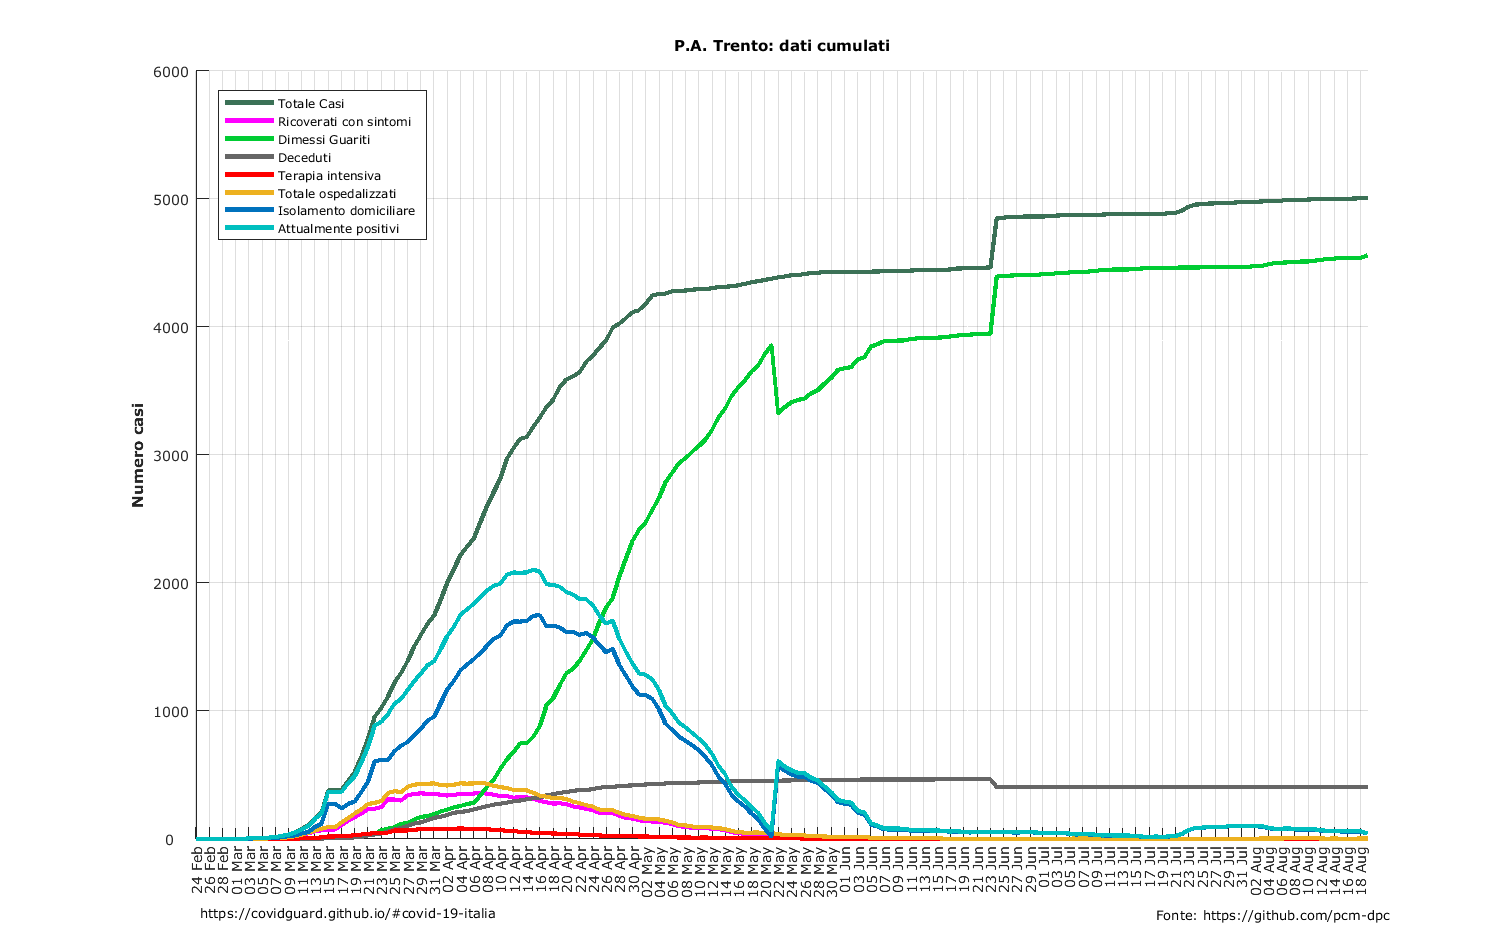 P.A. Trento: dati cumulati
6000
5000
4000
3000
2000
1000
0
Numero casi
Totale Casi
Ricoverati con sintomi
Dimessi Guariti
Deceduti
Terapia intensiva
Totale ospedalizzati
Isolamento domiciliare
Attualmente positivi
24 Feb
26 Feb
28 Feb
01 Mar
03 Mar
05 Mar
07 Mar
09 Mar
11 Mar
13 Mar
15 Mar
17 Mar
19 Mar
21 Mar
23 Mar
25 Mar
27 Mar
29 Mar
31 Mar
02 Apr
04 Apr
06 Apr
08 Apr
10 Apr
12 Apr
14 Apr
16 Apr
18 Apr
20 Apr
22 Apr
24 Apr
26 Apr
28 Apr
30 Apr
02 May
04 May
06 May
08 May
10 May
12 May
14 May
16 May
18 May
20 May
22 May
24 May
26 May
28 May
30 May
01 Jun
03 Jun
05 Jun
07 Jun
09 Jun
11 Jun
13 Jun
15 Jun
17 Jun
19 Jun
21 Jun
23 Jun
25 Jun
27 Jun
29 Jun
01 Jul
03 Jul
05 Jul
07 Jul
09 Jul
11 Jul
13 Jul
15 Jul
17 Jul
19 Jul
21 Jul
23 Jul
25 Jul
27 Jul
29 Jul
31 Jul
02 Aug
04 Aug
06 Aug
08 Aug
10 Aug
12 Aug
14 Aug
16 Aug
18 Aug
https://covidguard.github.io/#covid-19-italia
Fonte: https://github.com/pcm-dpc